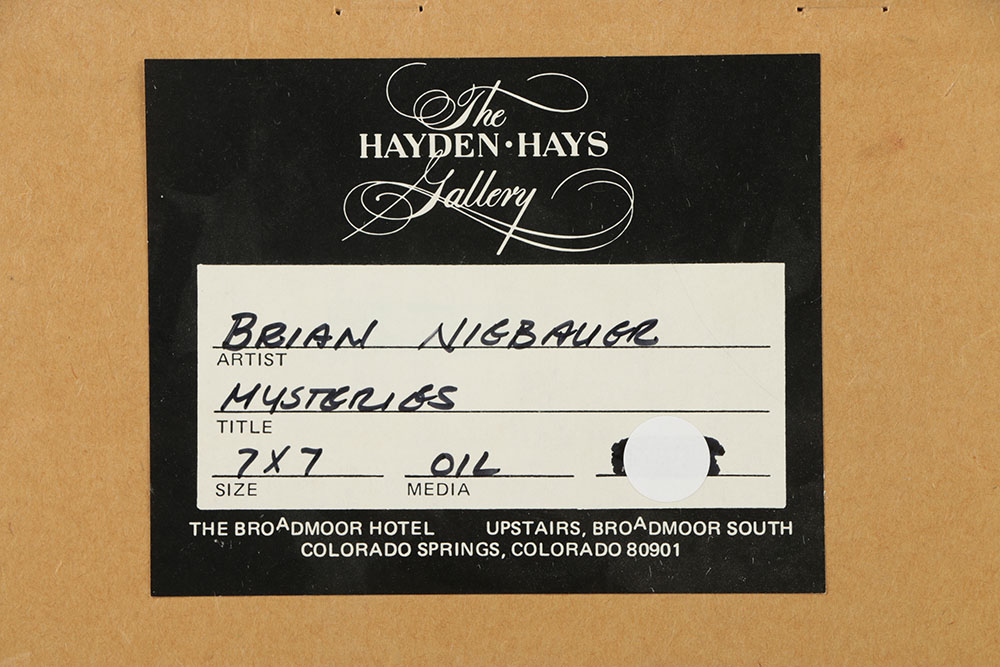 The
HAYDEN·HAYS
Gallery
BRIAN NIEBAUER
ARTIST
MYSTERIES
TITLE
7X7 OIL
SIZE MEDIA
THE BROADMOOR HOTEL UPSTAIRS, BROADMOOR SOUTH
COLORADO SPRINGS, COLORADO 80901